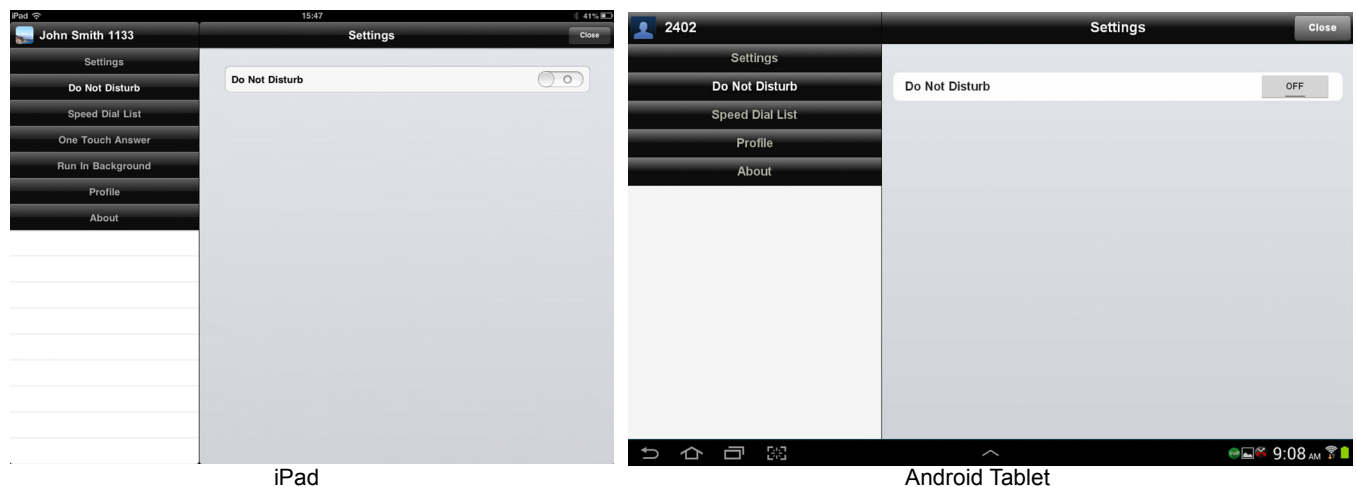 iPad 15:47 41%
John Smith 1133 Settings Close
Settings
Do Not Disturb
Speed Dial List
One Touch Answer
Run In Background
Profile
About
Do Not Disturb
2402 Settings Close
Settings
Do Not Disturb
Speed Dial List
Profile
About
Do Not Disturb OFF
9:08 AM
iPad
Android Tablet